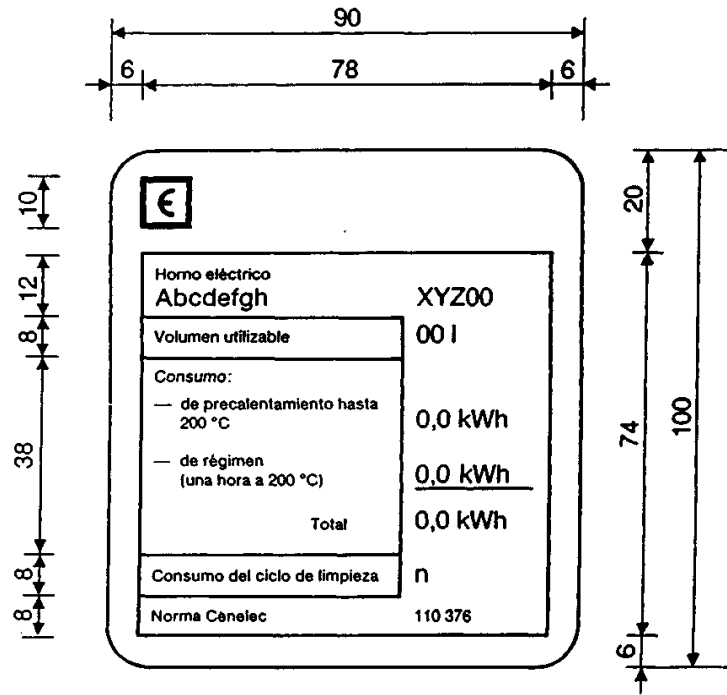 90
6 78 6
10
20
Є
12
Horno eléctrico
Abcdefgh XYZ00
8
Volumen utilizable 00 l
Consumo:
— de precalentamiento hasta
200 °C 0,0 kWh
38
74
100
— de régimen
(una hora a 200 °C) 0,0 kWh
Total 0,0 kWh
8
Consumo del ciclo de limpieza n
8
Norma Cenelec 110 376
6